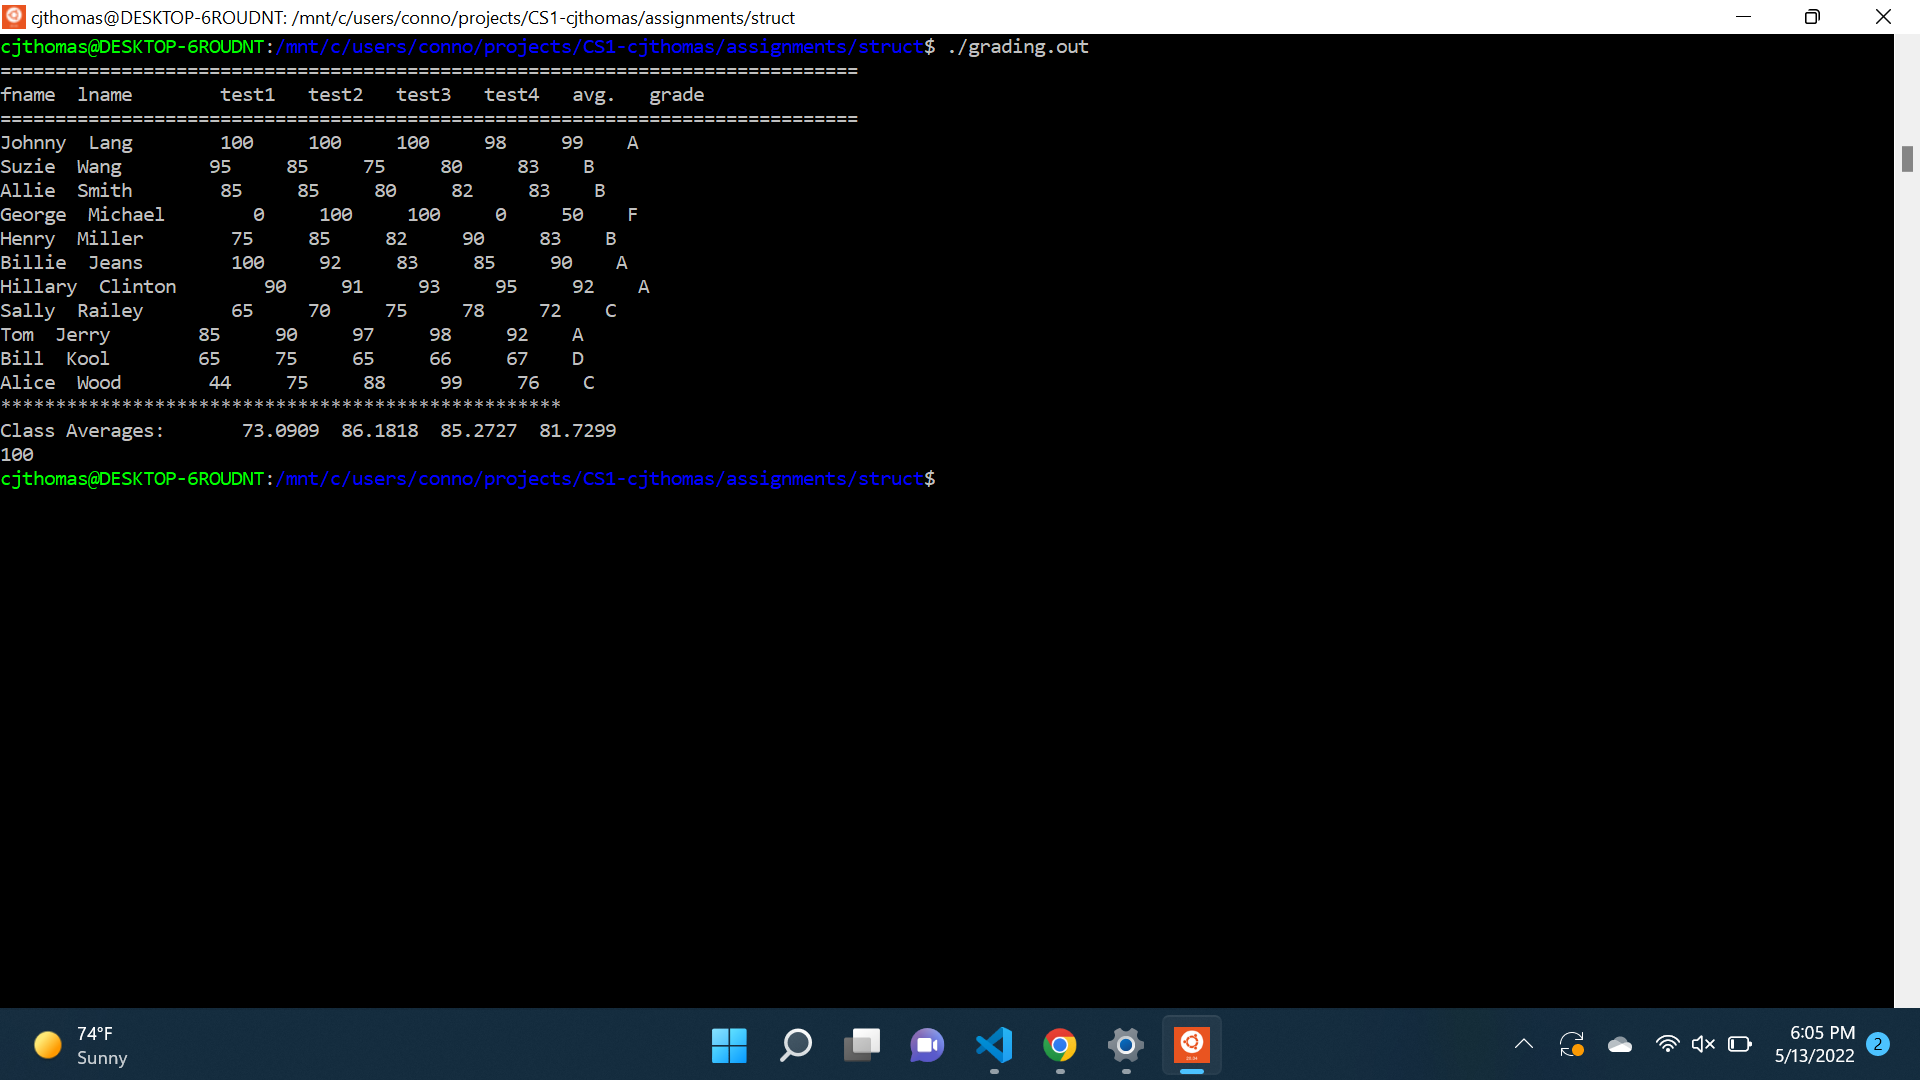 cjthomas@DESKTOP-6ROUDNT: /mnt/c/users/conno/projects/CS1-cjthomas/assignments/struct
cjthomas@DESKTOP-6ROUDNT:/mnt/c/users/conno/projects/CS1-cjthomas/assignments/struct$ ./grading.out
==============================================================================
fname  lname        test1   test2   test3   test4   avg.   grade
==============================================================================
Johnny  Lang        100     100     100     98     99    A
Suzie  Wang        95     85     75     80     83    B
Allie  Smith        85     85     80     82     83    B
George  Michael        0     100     100     0     50    F
Henry  Miller        75     85     82     90     83    B
Billie  Jeans        100     92     83     85     90    A
Hillary  Clinton        90     91     93     95     92    A
Sally  Railey        65     70     75     78     72    C
Tom  Jerry        85     90     97     98     92    A
Bill  Kool        65     75     65     66     67    D
Alice  Wood        44     75     88     99     76    C
***************************************************
Class Averages:       73.0909  86.1818  85.2727  81.7299
100
cjthomas@DESKTOP-6ROUDNT:/mnt/c/users/conno/projects/CS1-cjthomas/assignments/struct$
74°F
Sunny
6:05 PM
5/13/2022
2